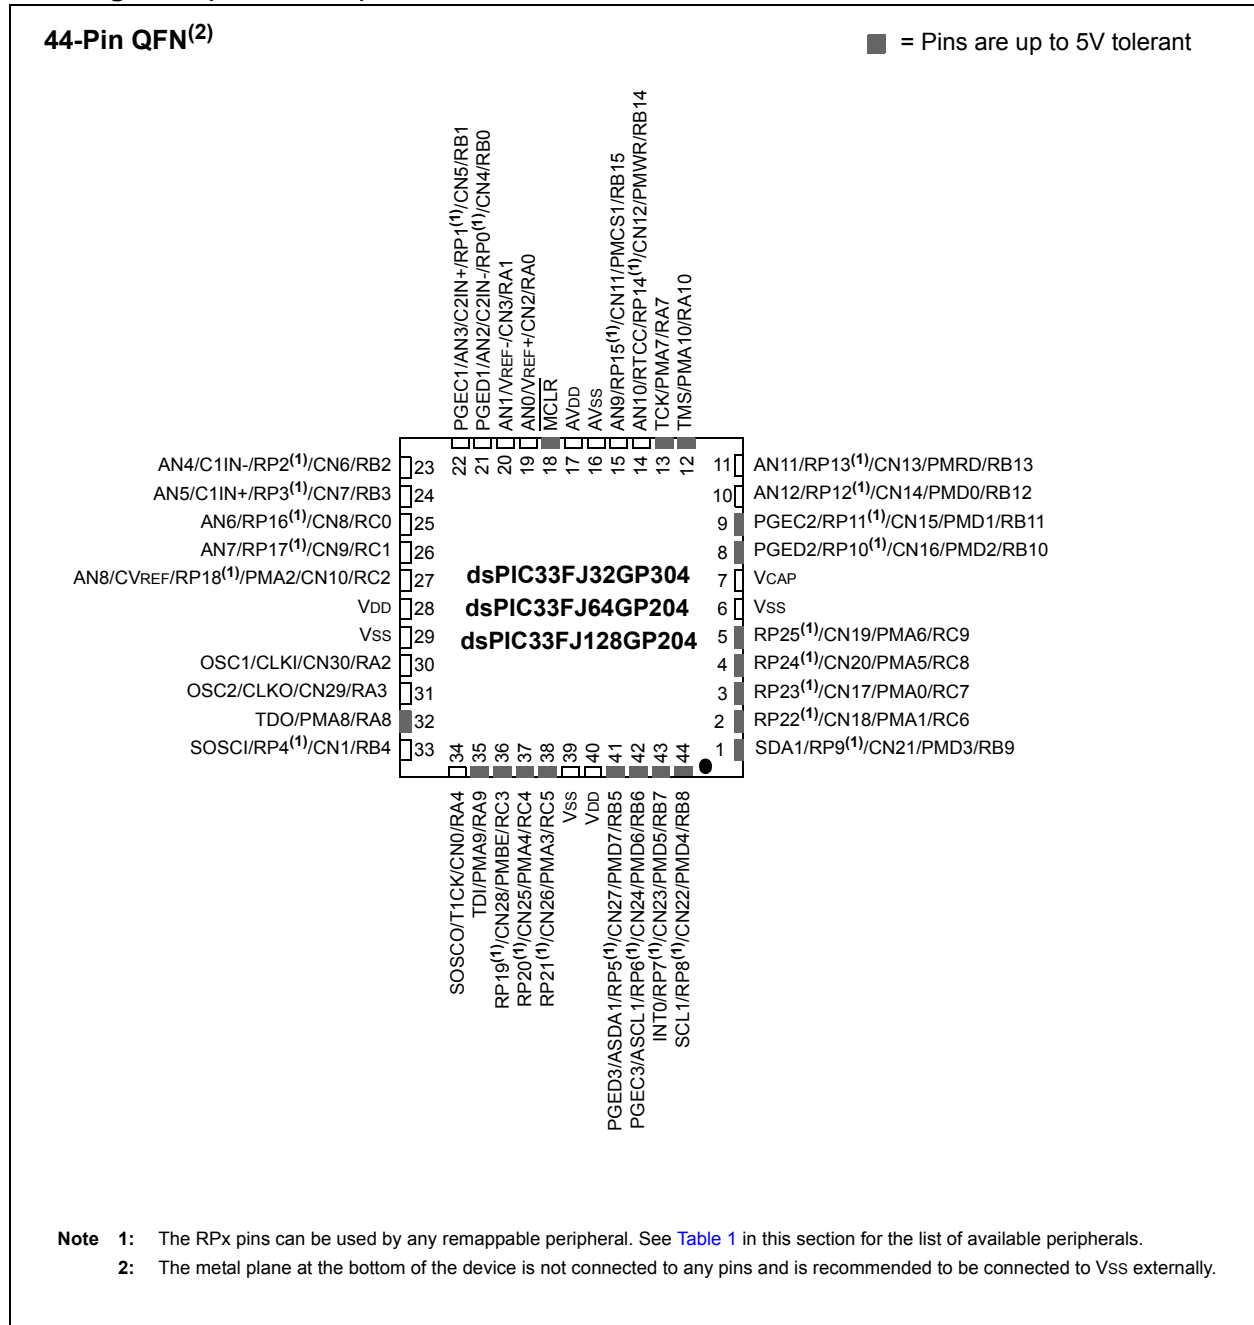 44-Pin QFN(2)
= Pins are up to 5V tolerant
PGEC1/AN3/C2IN+/RP1(1)/CN5/RB1
PGED1/AN2/C2IN-/RP0(1)/CN4/RB0
AN1/VREF-/CN3/RA1
AN0/VREF+/CN2/RA0
MCLR
AVDD
AVSS
AN9/RP15(1)/CN11/PMCS1/RB15
AN10/RTCC/RP14(1)/CN12/PMWR/RB14
TCK/PMA7/RA7
TMS/PMA10/RA10
22 21 20 19 18 17 16 15 14 13 12
AN4/C1IN-/RP2(1)/CN6/RB2 23
AN5/C1IN+/RP3(1)/CN7/RB3 24
AN6/RP16(1)/CN8/RC0 25
AN7/RP17(1)/CN9/RC1 26
AN8/CVREF/RP18(1)/PMA2/CN10/RC2 27
VDD 28
VSS 29
OSC1/CLKI/CN30/RA2 30
OSC2/CLKO/CN29/RA3 31
TDO/PMA8/RA8 32
SOSCI/RP4(1)/CN1/RB4 33
dsPIC33FJ32GP304
dsPIC33FJ64GP204
dsPIC33FJ128GP204
11 AN11/RP13(1)/CN13/PMRD/RB13
10 AN12/RP12(1)/CN14/PMD0/RB12
9 PGEC2/RP11(1)/CN15/PMD1/RB11
8 PGED2/RP10(1)/CN16/PMD2/RB10
7 VCAP
6 VSS
5 RP25(1)/CN19/PMA6/RC9
4 RP24(1)/CN20/PMA5/RC8
3 RP23(1)/CN17/PMA0/RC7
2 RP22(1)/CN18/PMA1/RC6
1 SDA1/RP9(1)/CN21/PMD3/RB9
34 35 36 37 38 39 40 41 42 43 44
SOSCO/T1CK/CN0/RA4
TDI/PMA9/RA9
RP19(1)/CN28/PMBE/RC3
RP20(1)/CN25/PMA4/RC4
RP21(1)/CN26/PMA3/RC5
VSS
VDD
PGED3/ASDA1/RP5(1)/CN27/PMD7/RB5
PGEC3/ASCL1/RP6(1)/CN24/PMD6/RB6
INT0/RP7(1)/CN23/PMD5/RB7
SCL1/RP8(1)/CN22/PMD4/RB8
Note 1: The RPx pins can be used by any remappable peripheral. See Table 1 in this section for the list of available peripherals.
2: The metal plane at the bottom of the device is not connected to any pins and is recommended to be connected to VSS externally.